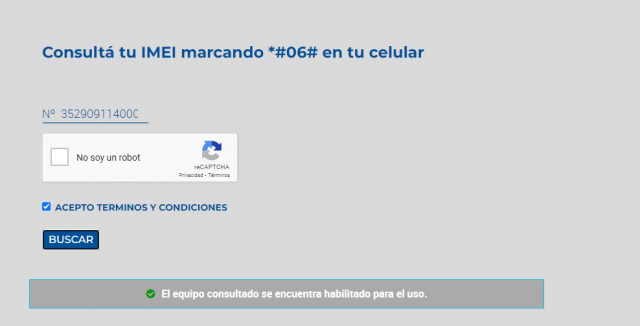 Consultá tu IMEI marcando *#06# en tu celular
Nº 35290911400C
No soy un robot
reCAPTCHA
Privacidad - Términos
ACEPTO TERMINOS Y CONDICIONES
BUSCAR
El equipo consultado se encuentra habilitado para el uso.